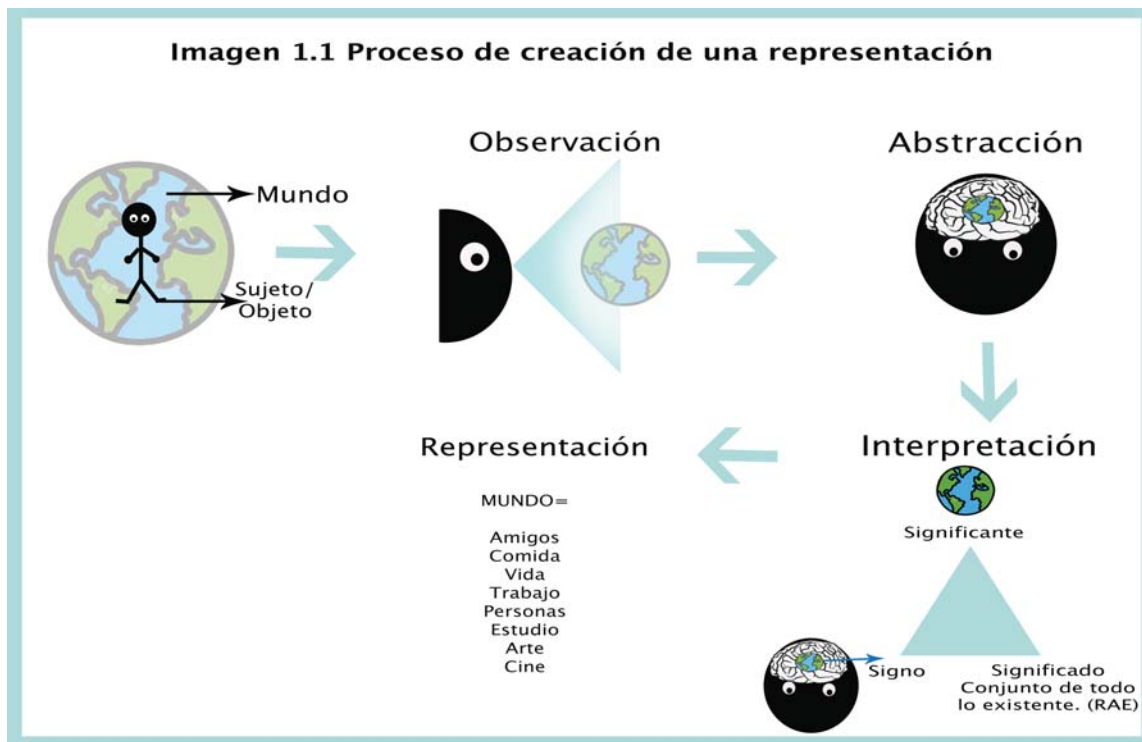 Imagen 1.1 Proceso de creación de una representación
Mundo
Sujeto/
Objeto
Observación
Abstracción
Interpretación
Significante
Signo
Significado
Conjunto de todo
lo existente. (RAE)
Representación
MUNDO=
Amigos
Comida
Vida
Trabajo
Personas
Estudio
Arte
Cine